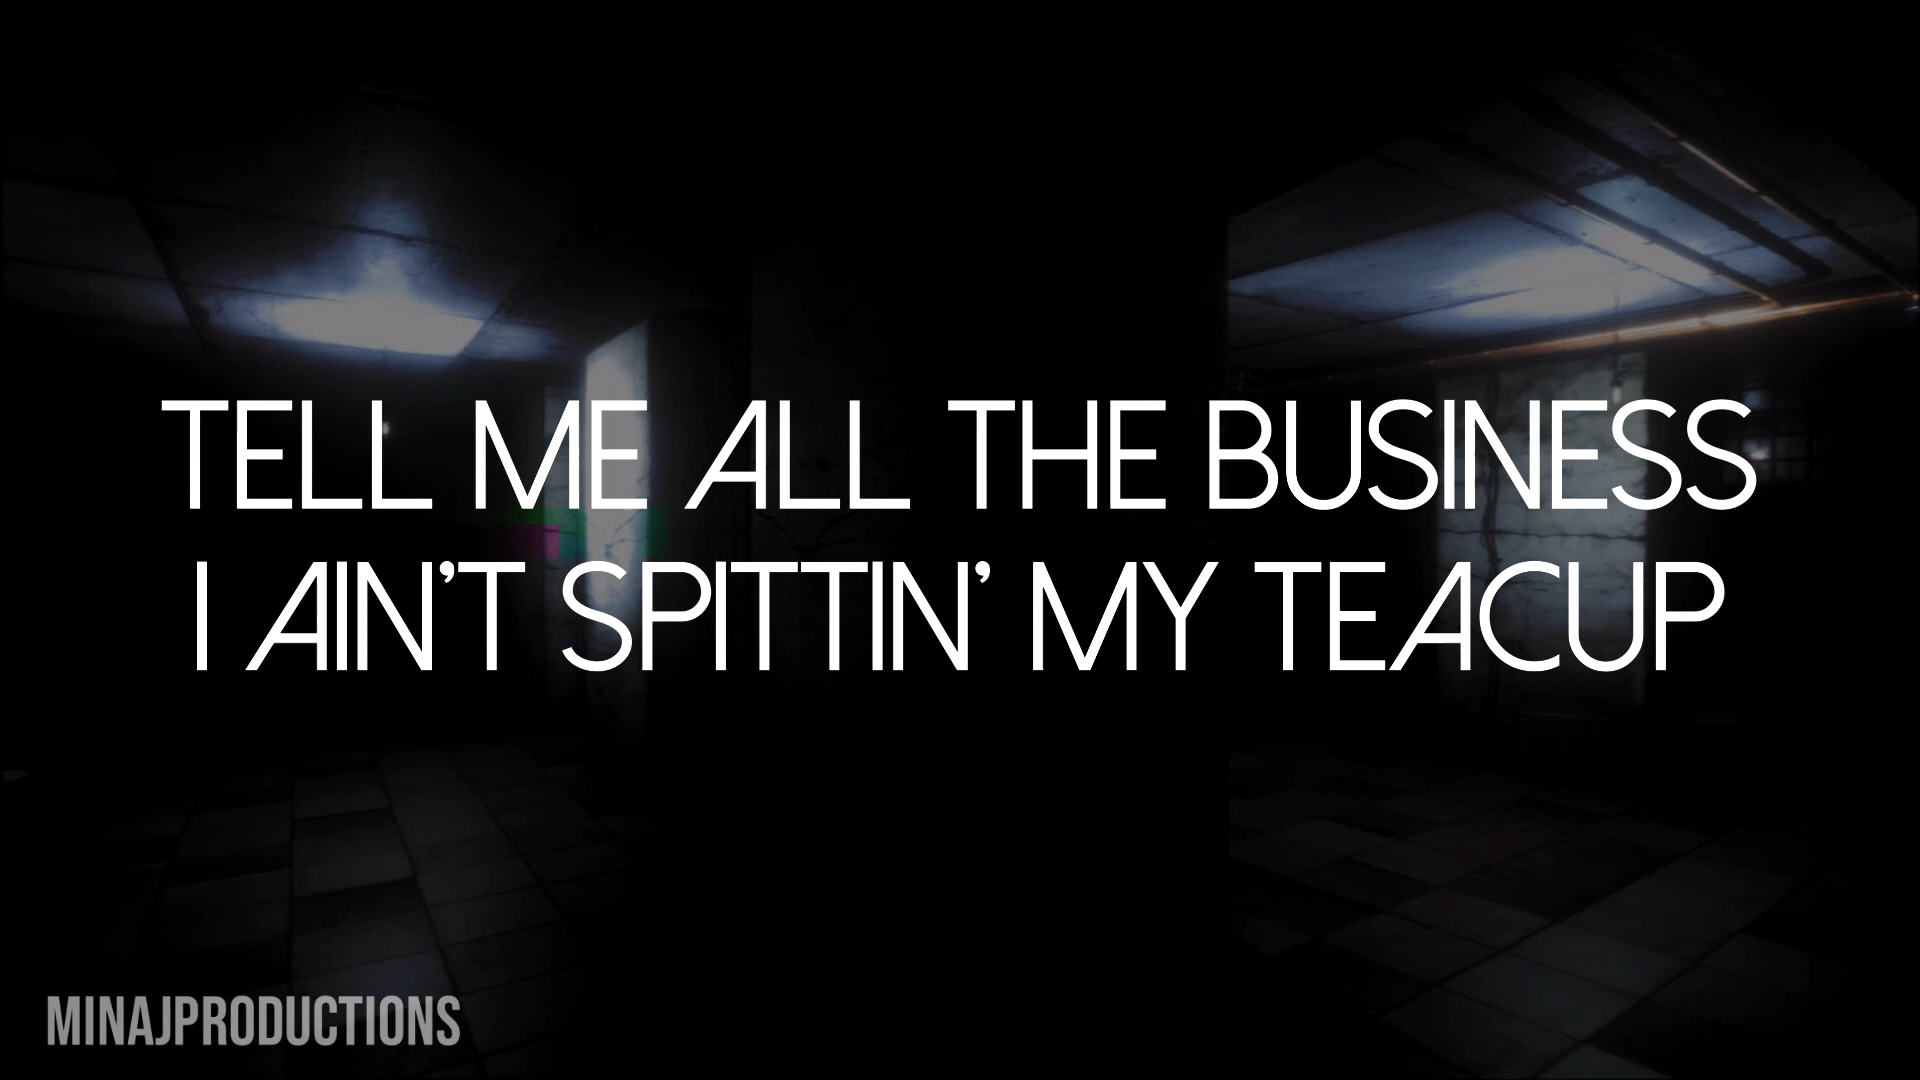 TELL ME ALL THE BUSINESS
I AIN'T SPITTIN' MY TEACUP
MINAJPRODUCTIONS